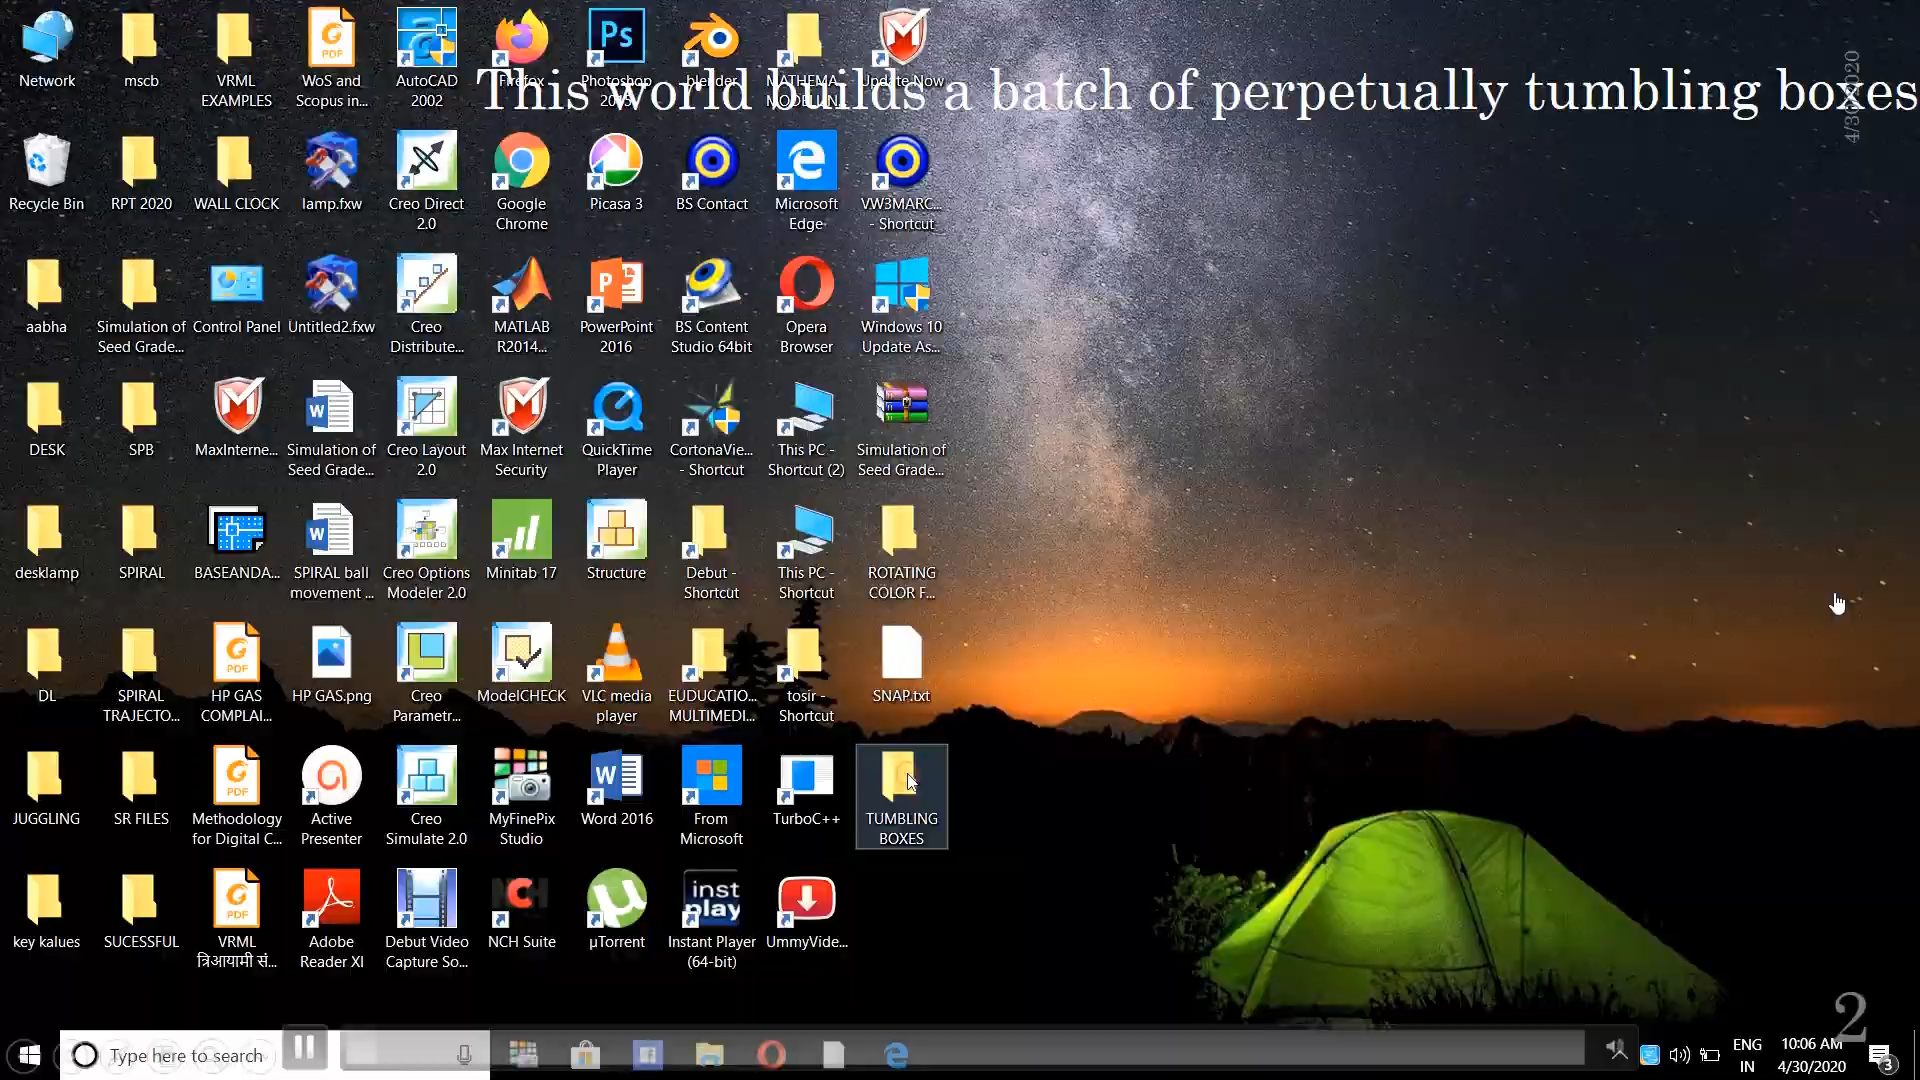 This world builds a batch of perpetually tumbling boxes
4/30/2020
Network
mscb
VRML
EXAMPLES
WoS and
Scopus in...
AutoCAD
2002
Firefox
Photoshop
blender
MATHEMA...
Update Now
Recycle Bin
RPT 2020
WALL CLOCK
lamp.fxw
Creo Direct
2.0
Google
Chrome
Picasa 3
BS Contact
Microsoft
Edge
VW3MARC...
- Shortcut
aabha
Simulation of
Seed Grade...
Control Panel
Untitled2.fxw
Creo
Distribute...
MATLAB
R2014...
PowerPoint
2016
BS Content
Studio 64bit
Opera
Browser
Windows 10
Update As...
DESK
SPB
MaxInterne...
Simulation of
Seed Grade...
Creo Layout
2.0
Max Internet
Security
QuickTime
Player
CortonaVie...
- Shortcut
This PC -
Shortcut (2)
Simulation of
Seed Grade...
desklamp
SPIRAL
BASEANDA...
SPIRAL ball
movement ...
Creo Options
Modeler 2.0
Minitab 17
Structure
Debut -
Shortcut
This PC -
Shortcut
ROTATING
COLOR F...
DL
SPIRAL
TRAJECTO...
HP GAS
COMPLAI...
HP GAS.png
Creo
Parametr...
ModelCHECK
VLC media
player
EUDUCATIO...
MULTIMEDI...
tosir -
Shortcut
SNAP.txt
JUGGLING
SR FILES
Methodology
for Digital C...
Active
Presenter
Creo
Simulate 2.0
MyFinePix
Studio
Word 2016
From
Microsoft
TurboC++
TUMBLING
BOXES
key kalues
SUCESSFUL
VRML
त्रिआयामी सं...
Adobe
Reader XI
Debut Video
Capture So...
NCH Suite
µTorrent
Instant Player
(64-bit)
UmmyVide...
2
Type here to search
ENG
IN
10:06 AM
4/30/2020
3